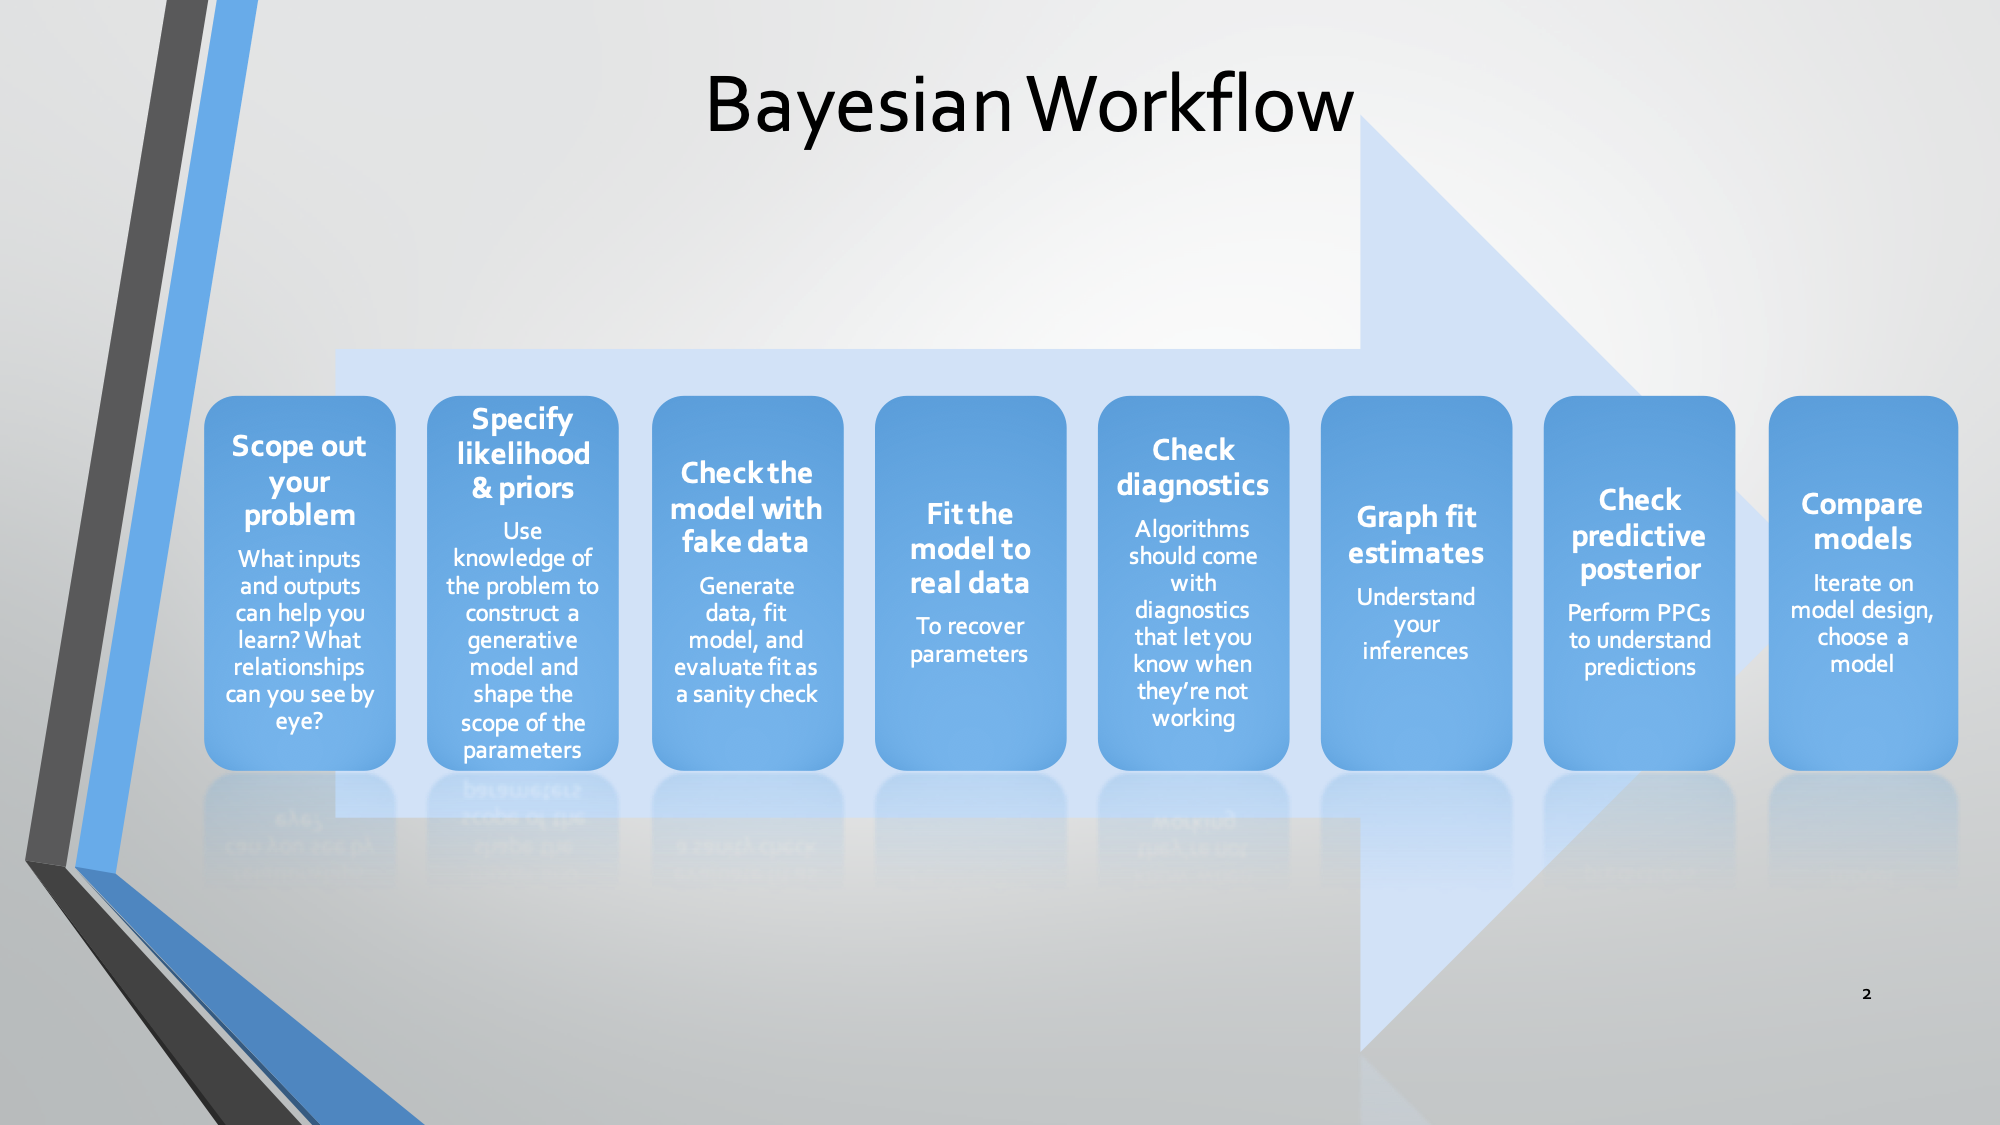 Bayesian Workflow
Scope out
your
problem
What inputs
and outputs
can help you
learn? What
relationships
can you see by
eye?
Specify
likelihood
& priors
Use
knowledge of
the problem to
construct a
generative
model and
shape the
scope of the
parameters
Check the
model with
fake data
Generate
data, fit
model, and
evaluate fit as
a sanity check
Fit the
model to
real data
To recover
parameters
Check
diagnostics
Algorithms
should come
with
diagnostics
that let you
know when
they’re not
working
Graph fit
estimates
Understand
your
inferences
Check
predictive
posterior
Perform PPCs
to understand
predictions
Compare
models
Iterate on
model design,
choose a
model
2